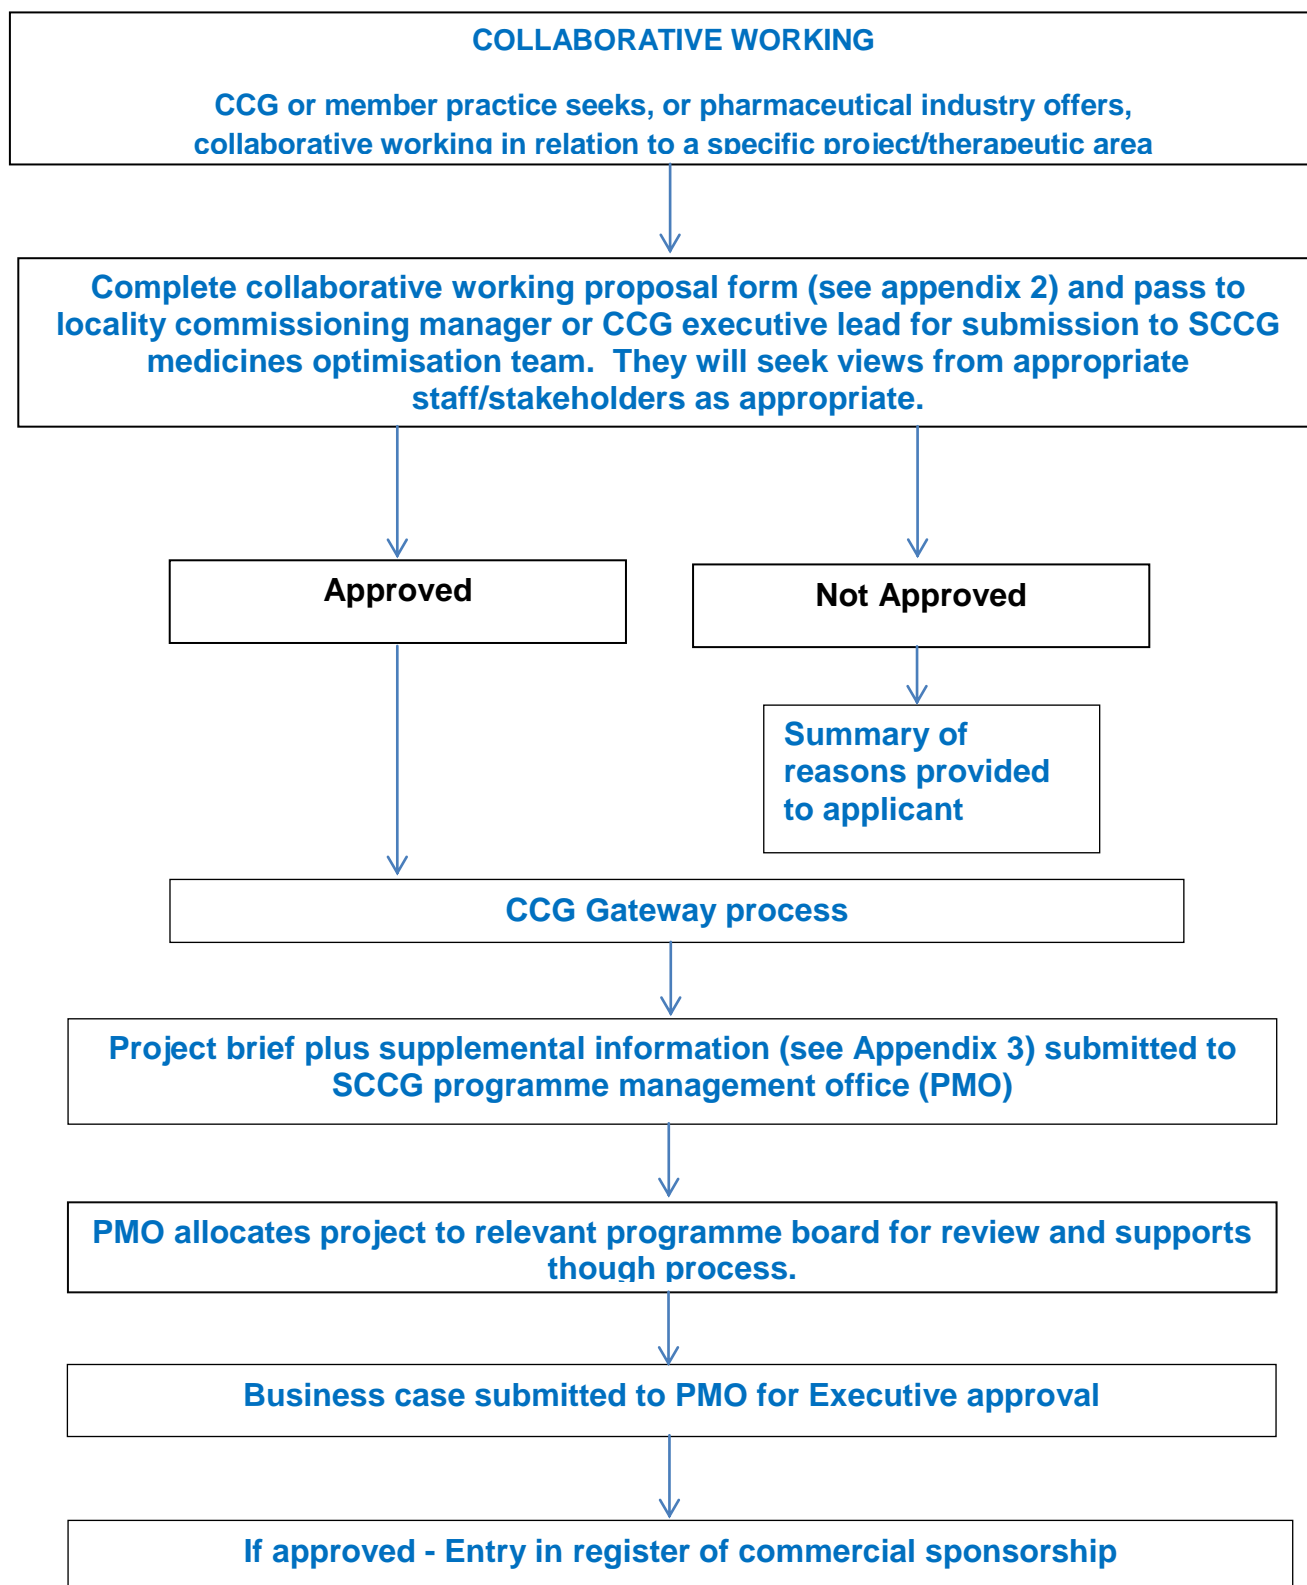 COLLABORATIVE WORKING
CCG or member practice seeks, or pharmaceutical industry offers,
collaborative working in relation to a specific project/therapeutic area
Complete collaborative working proposal form (see appendix 2) and pass to
locality commissioning manager or CCG executive lead for submission to SCCG
medicines optimisation team.  They will seek views from appropriate
staff/stakeholders as appropriate.
Approved
Not Approved
Summary of
reasons provided
to applicant
CCG Gateway process
Project brief plus supplemental information (see Appendix 3) submitted to
SCCG programme management office (PMO)
PMO allocates project to relevant programme board for review and supports
though process.
Business case submitted to PMO for Executive approval
If approved - Entry in register of commercial sponsorship